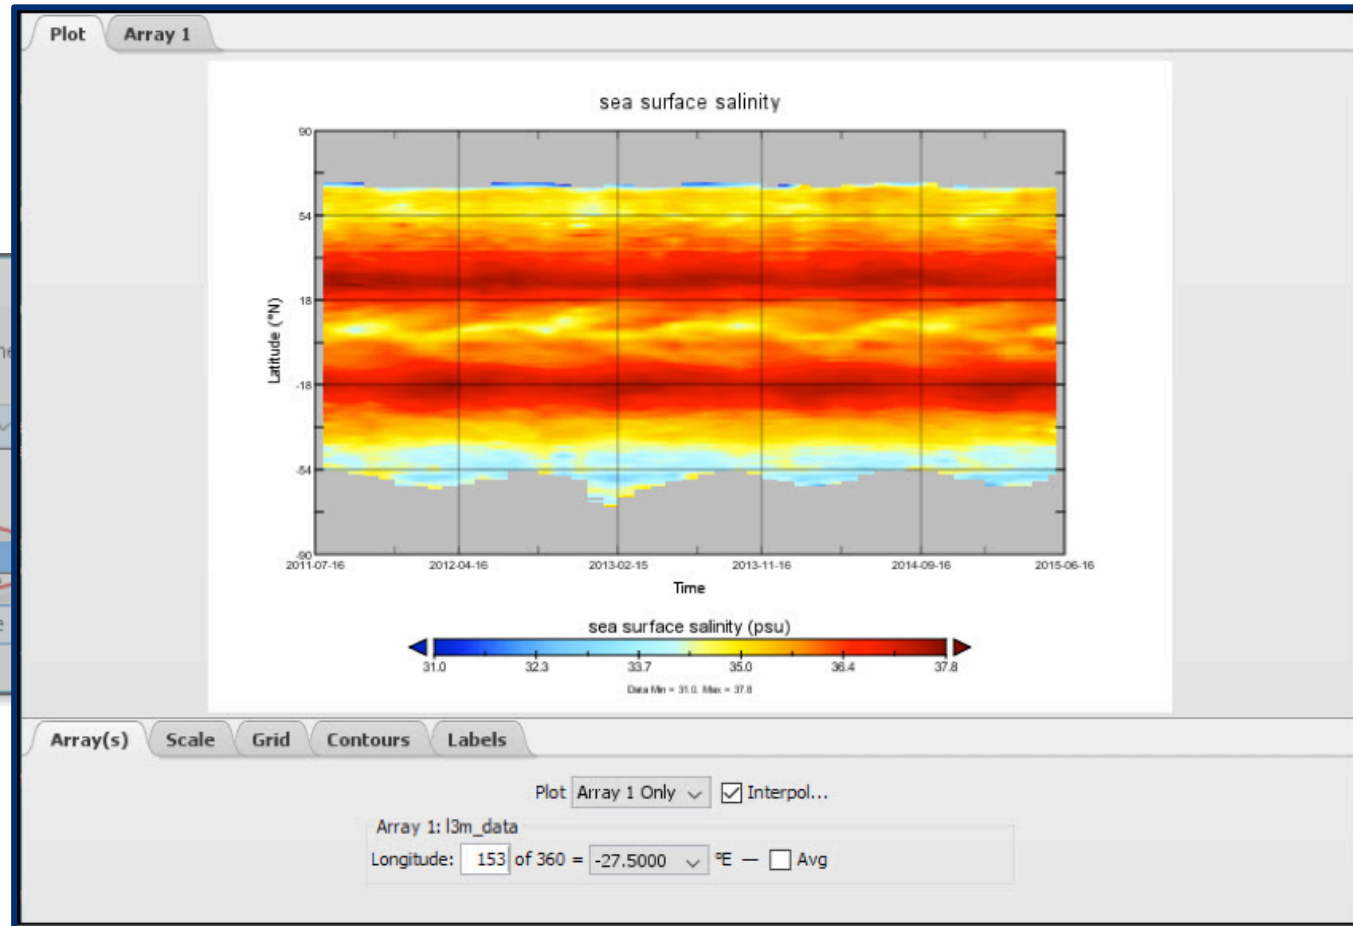 Plot Array 1
sea surface salinity
90
54
18
-18
-54
-90
Latitude (°N)
2011-07-16 2012-04-16 2013-02-15 2013-11-16 2014-09-16 2015-06-16
Time
sea surface salinity (psu)
31.0 32.3 33.7 35.0 36.4 37.8
Data Min = 31.0, Max = 37.8
Array(s) Scale Grid Contours Labels
Plot Array 1 Only Interpol...
Array 1: l3m_data
Longitude: 153 of 360 = -27.5000 °E — Avg